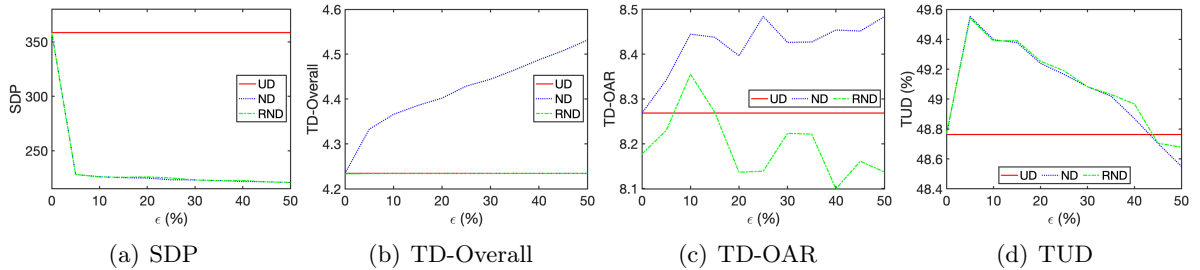 SDP
350
300
250
0
10
20
30
40
50
ϵ (%)
UD
ND
RND
(a) SDP
TD-Overall
4.6
4.5
4.4
4.3
4.2
0
10
20
30
40
50
ϵ (%)
UD
ND
RND
(b) TD-Overall
TD-OAR
8.5
8.4
8.3
8.2
8.1
0
10
20
30
40
50
ϵ (%)
UD ND RND
(c) TD-OAR
TUD (%)
49.6
49.4
49.2
49
48.8
48.6
48.4
0
10
20
30
40
50
ϵ (%)
UD ND RND
(d) TUD